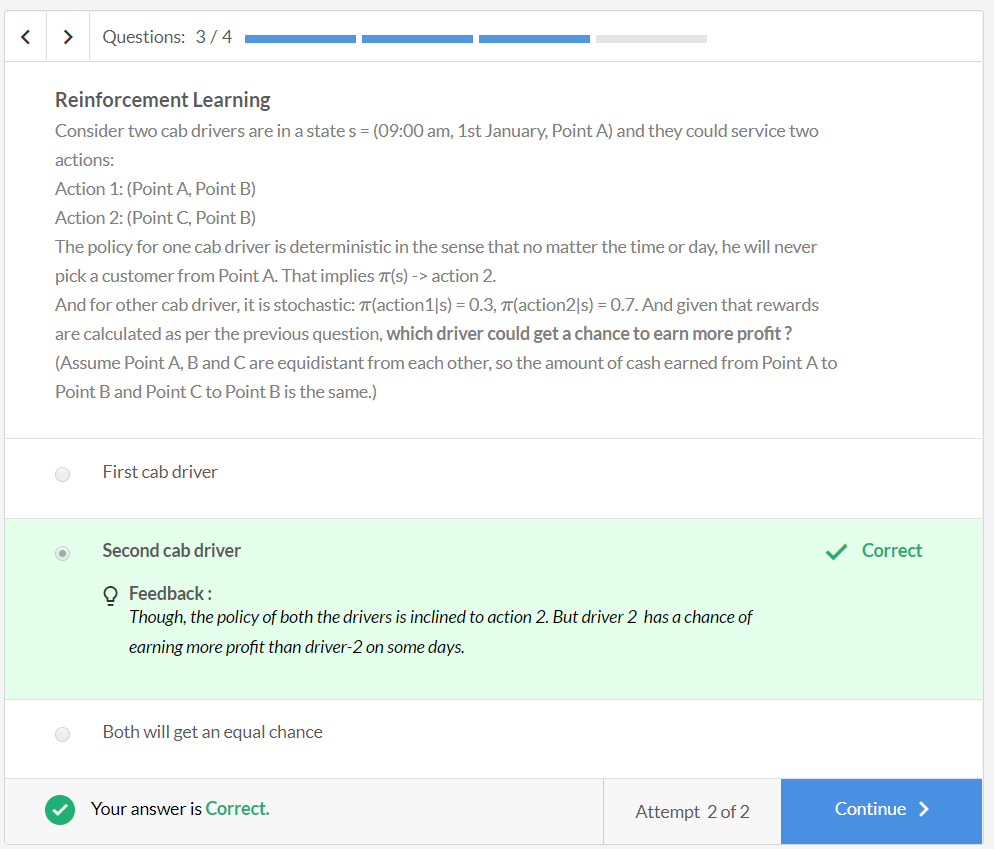 Questions: 3 / 4
Reinforcement Learning
Consider two cab drivers are in a state s = (09:00 am, 1st January, Point A) and they could service two
actions:
Action 1: (Point A, Point B)
Action 2: (Point C, Point B)
The policy for one cab driver is deterministic in the sense that no matter the time or day, he will never
pick a customer from Point A. That implies π(s) -> action 2.
And for other cab driver, it is stochastic: π(action1|s) = 0.3, π(action2|s) = 0.7. And given that rewards
are calculated as per the previous question, which driver could get a chance to earn more profit ?
(Assume Point A, B and C are equidistant from each other, so the amount of cash earned from Point A to
Point B and Point C to Point B is the same.)
First cab driver
Second cab driver
Correct
Feedback :
Though, the policy of both the drivers is inclined to action 2. But driver 2 has a chance of
earning more profit than driver-2 on some days.
Both will get an equal chance
Your answer is Correct.
Attempt 2 of 2
Continue